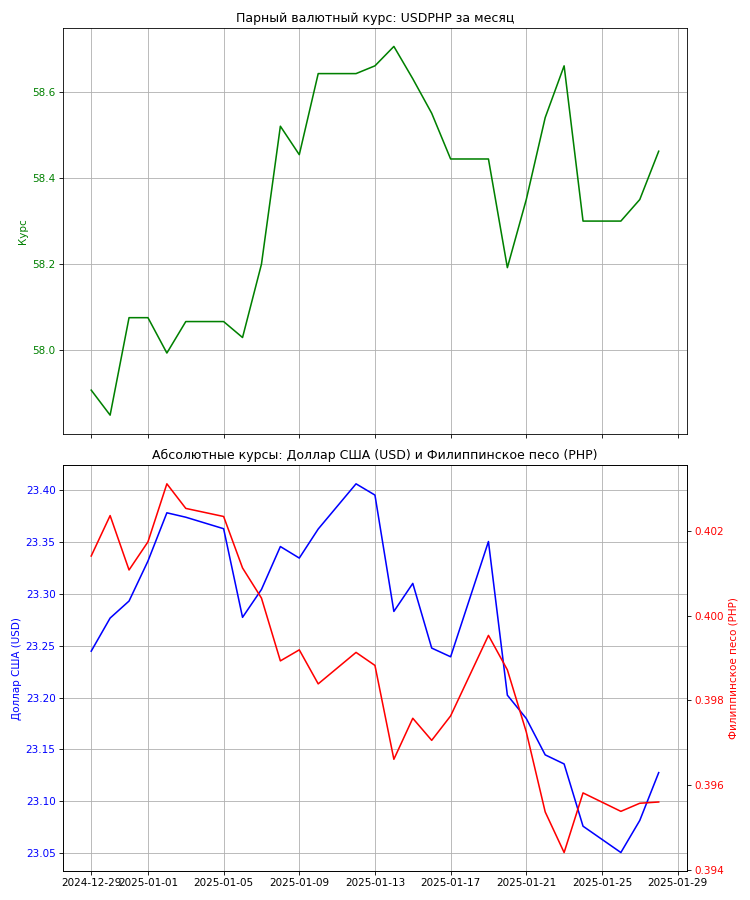 Парный валютный курс: USDPHP за месяц
58.6
58.4
58.2
58.0
Курс
Абсолютные курсы: Доллар США (USD) и Филиппинское песо (PHP)
23.40
23.35
23.30
23.25
23.20
23.15
23.10
23.05
Доллар США (USD)
0.402
0.400
0.398
0.396
0.394
Филиппинское песо (PHP)
2024-12-29 2025-01-01 2025-01-05 2025-01-09 2025-01-13 2025-01-17 2025-01-21 2025-01-25 2025-01-29